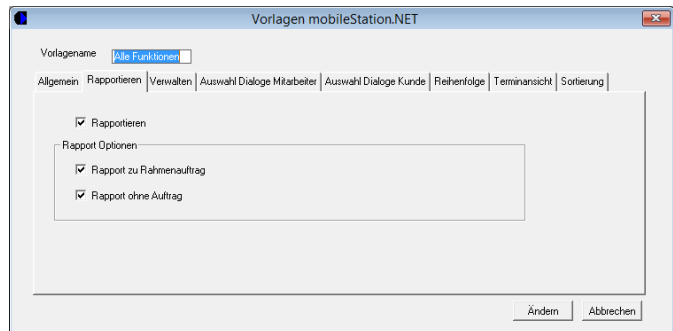 Vorlagen mobileStation.NET
Vorlagename Alle Funktionen
Allgemein Rapportieren Verwalten Auswahl Dialoge Mitarbeiter Auswahl Dialoge Kunde Reihenfolge Terminansicht Sortierung
Rapportieren
Rapport Optionen
Rapport zu Rahmenauftrag
Rapport ohne Auftrag
Ändern Abbrechen